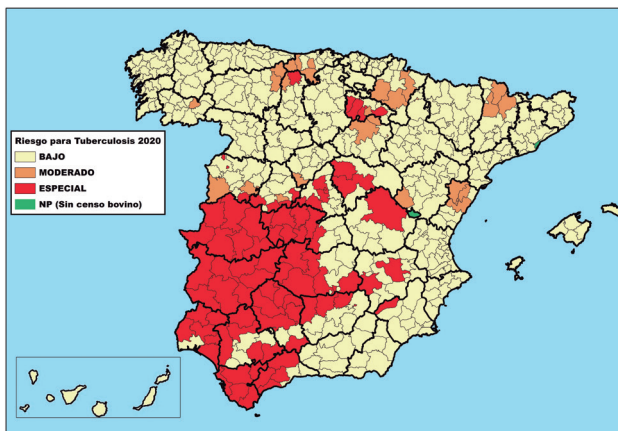 Riesgo para Tuberculosis 2020
BAJO
MODERADO
ESPECIAL
NP (Sin censo bovino)